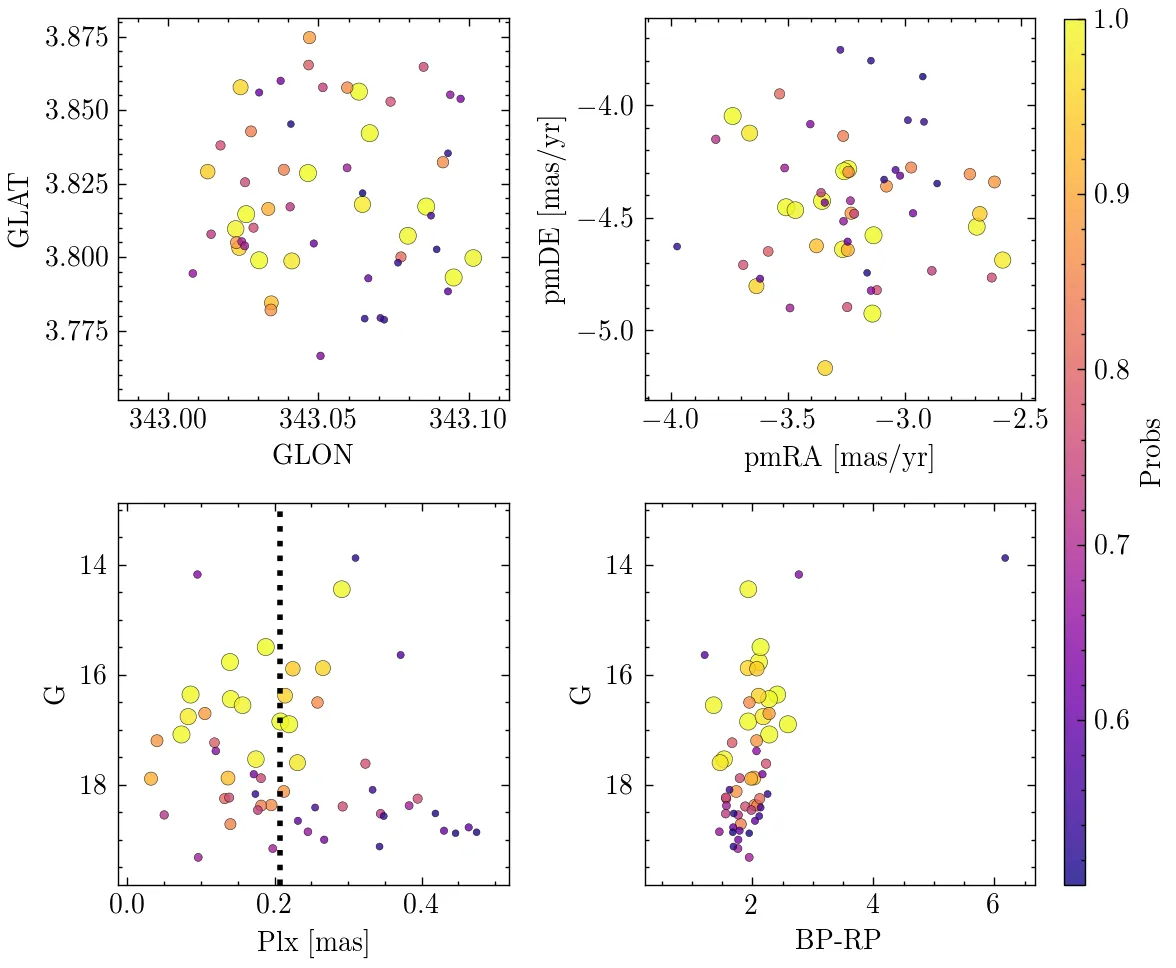 3.875
3.850
3.825
3.800
3.775
GLAT
343.00 343.05 343.10
GLON
−4.0
−4.5
−5.0
pmDE [mas/yr]
−4.0 −3.5 −3.0 −2.5
pmRA [mas/yr]
1.0
0.9
0.8
0.7
0.6
Probs
14
16
18
G
0.0 0.2 0.4
Plx [mas]
14
16
18
G
2 4 6
BP-RP